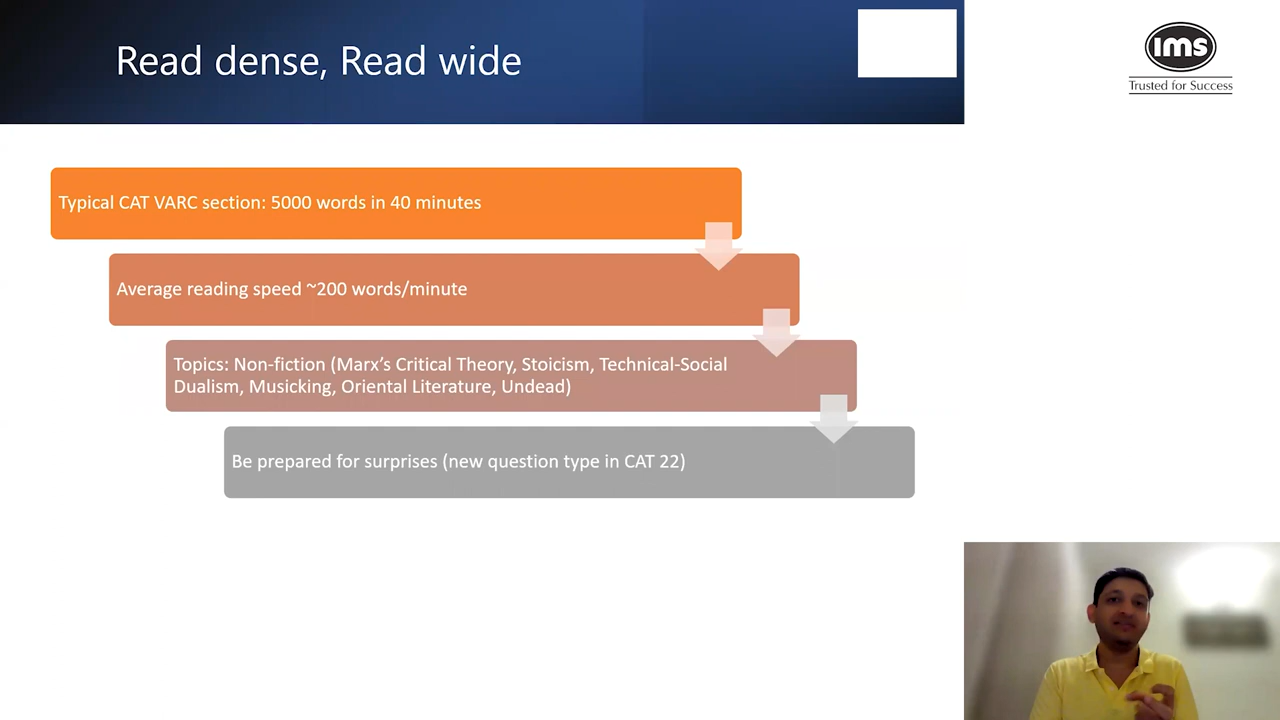 Read dense, Read wide
ims
Trusted for Success
Typical CAT VARC section: 5000 words in 40 minutes
Average reading speed ~200 words/minute
Topics: Non-fiction (Marx's Critical Theory, Stoicism, Technical-Social
Dualism, Musicking, Oriental Literature, Undead)
Be prepared for surprises (new question type in CAT 22)